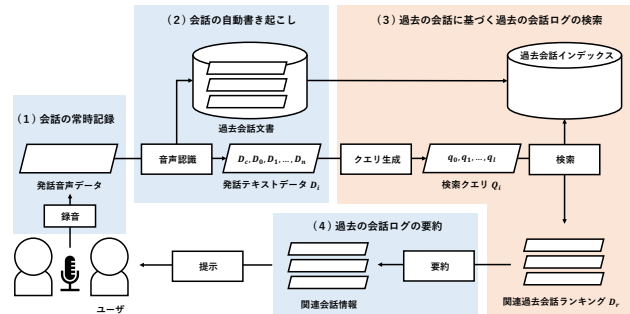 (2) 会話の自動書き起こし
(3) 過去の会話に基づく過去の会話ログの検索
過去会話インデックス
(1) 会話の常時記録
過去会話文書
音声認識
D_c, D_0, D_1, ..., D_n
クエリ生成
q_0, q_1, ..., q_i
検索
発話音声データ
発話テキストデータ D_i
検索クエリ Q_i
録音
(4) 過去の会話ログの要約
提示
要約
関連会話情報
関連過去会話ランキング D_r
ユーザ